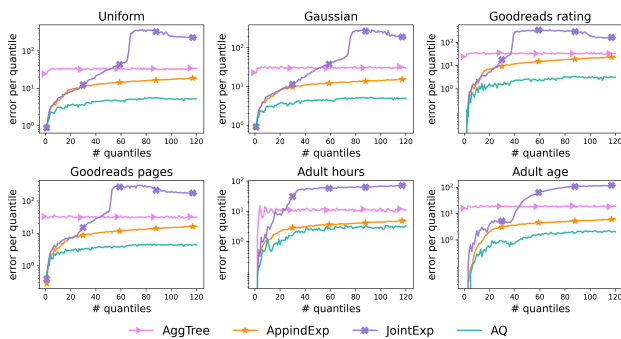 Uniform
error per quantile
10²
10¹
10⁰
0 20 40 60 80 100 120
# quantiles
Gaussian
error per quantile
10²
10¹
10⁰
0 20 40 60 80 100 120
# quantiles
Goodreads rating
error per quantile
10²
10¹
10⁰
0 20 40 60 80 100 120
# quantiles
Goodreads pages
error per quantile
10²
10¹
10⁰
0 20 40 60 80 100 120
# quantiles
Adult hours
error per quantile
10²
10¹
10⁰
0 20 40 60 80 100 120
# quantiles
Adult age
error per quantile
10²
10¹
10⁰
0 20 40 60 80 100 120
# quantiles
AggTree AppindExp JointExp AQ